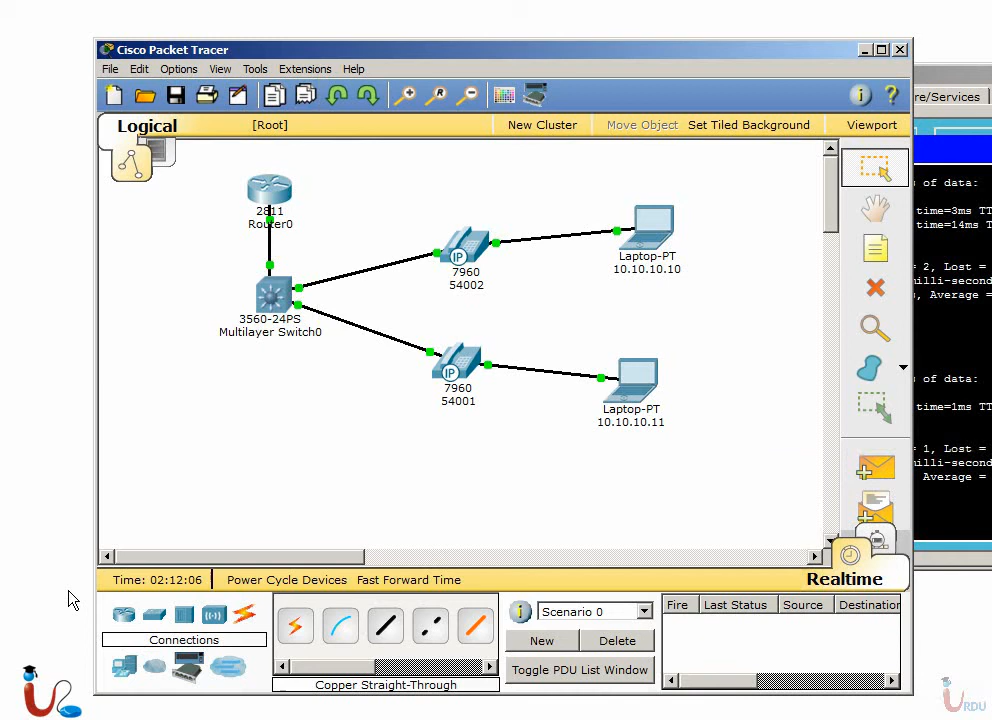 Cisco Packet Tracer
File Edit Options View Tools Extensions Help
re/Services
Logical [Root] New Cluster Move Object Set Tiled Background Viewport
2811
Router0
3560-24PS
Multilayer Switch0
IP
7960
54002
Laptop-PT
10.10.10.10
IP
7960
54001
Laptop-PT
10.10.10.11
s of data:
time=3ms TT
time=14ms T
= 2, Lost =
milli-second
s, Average =
s of data:
time=1ms TT
= 1, Lost =
milli-second
Average =
Time: 02:12:06 Power Cycle Devices Fast Forward Time Realtime
Connections
Copper Straight-Through
Scenario 0
New Delete
Toggle PDU List Window
Fire Last Status Source Destination
URDU